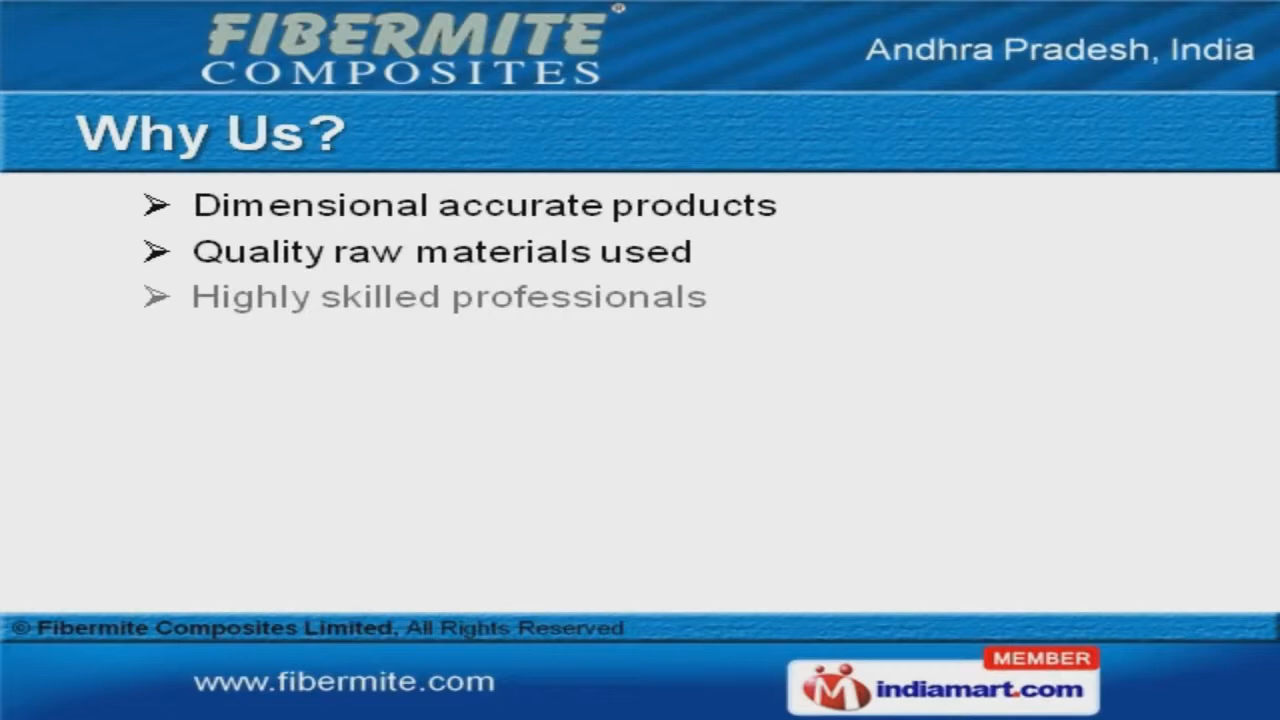 FIBERMITE®
COMPOSITES
Andhra Pradesh, India
Why Us?
➢ Dimensional accurate products
➢ Quality raw materials used
➢ Highly skilled professionals
© Fibermite Composites Limited, All Rights Reserved
www.fibermite.com
MEMBER
indiamart.com